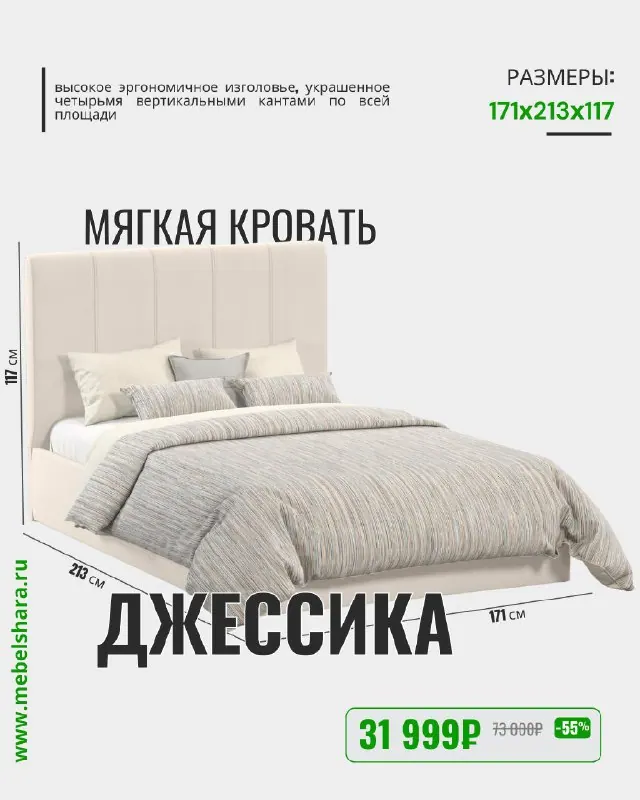 высокое эргономичное изголовье, украшенное
четырьмя вертикальными кантами по всей
площади
РАЗМЕРЫ:
171x213x117
МЯГКАЯ КРОВАТЬ
117 СМ
213 СМ
171 СМ
ДЖЕССИКА
www.mebelshara.ru
31 999₽ 73 000₽ -55%